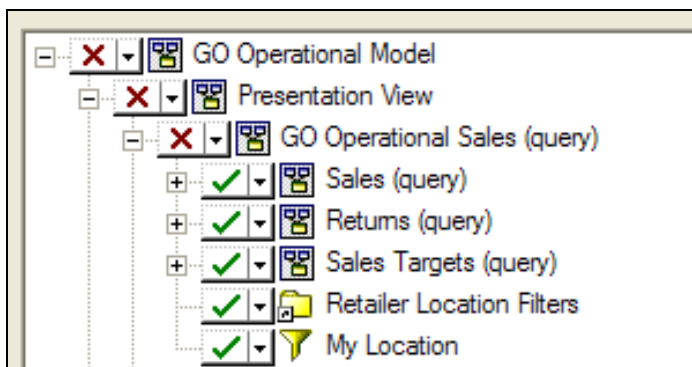 GO Operational Model
Presentation View
GO Operational Sales (query)
Sales (query)
Returns (query)
Sales Targets (query)
Retailer Location Filters
My Location